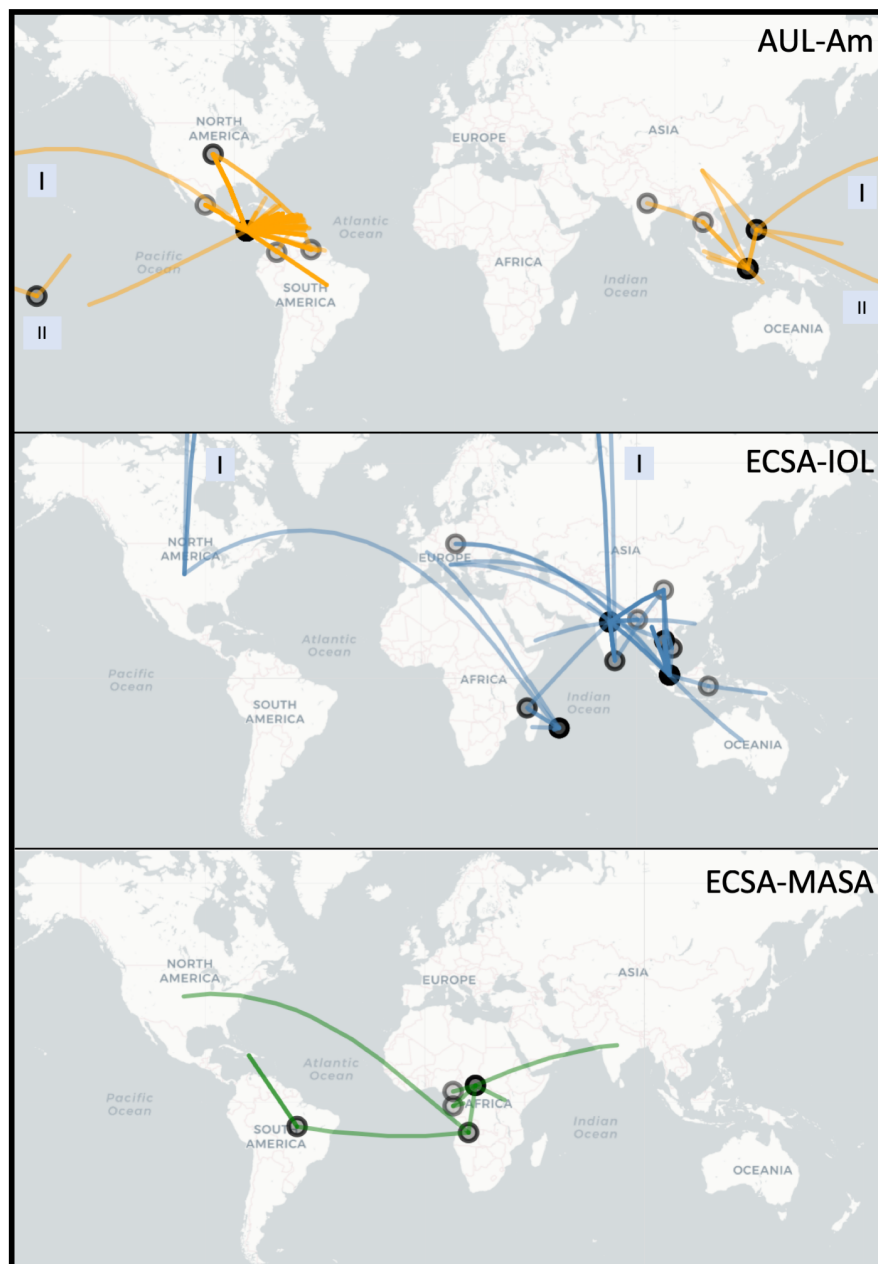 AUL-Am
NORTH
AMERICA
EUROPE
ASIA
I
I
Atlantic
Ocean
Pacific
Ocean
AFRICA
Indian
Ocean
SOUTH
AMERICA
II
II
OCEANIA
I
I
ECSA-IOL
NORTH
AMERICA
EUROPE
ASIA
Atlantic
Ocean
Pacific
Ocean
AFRICA
Indian
Ocean
SOUTH
AMERICA
OCEANIA
ECSA-MASA
NORTH
AMERICA
EUROPE
ASIA
Atlantic
Ocean
Pacific
Ocean
AFRICA
Indian
Ocean
SOUTH
AMERICA
OCEANIA